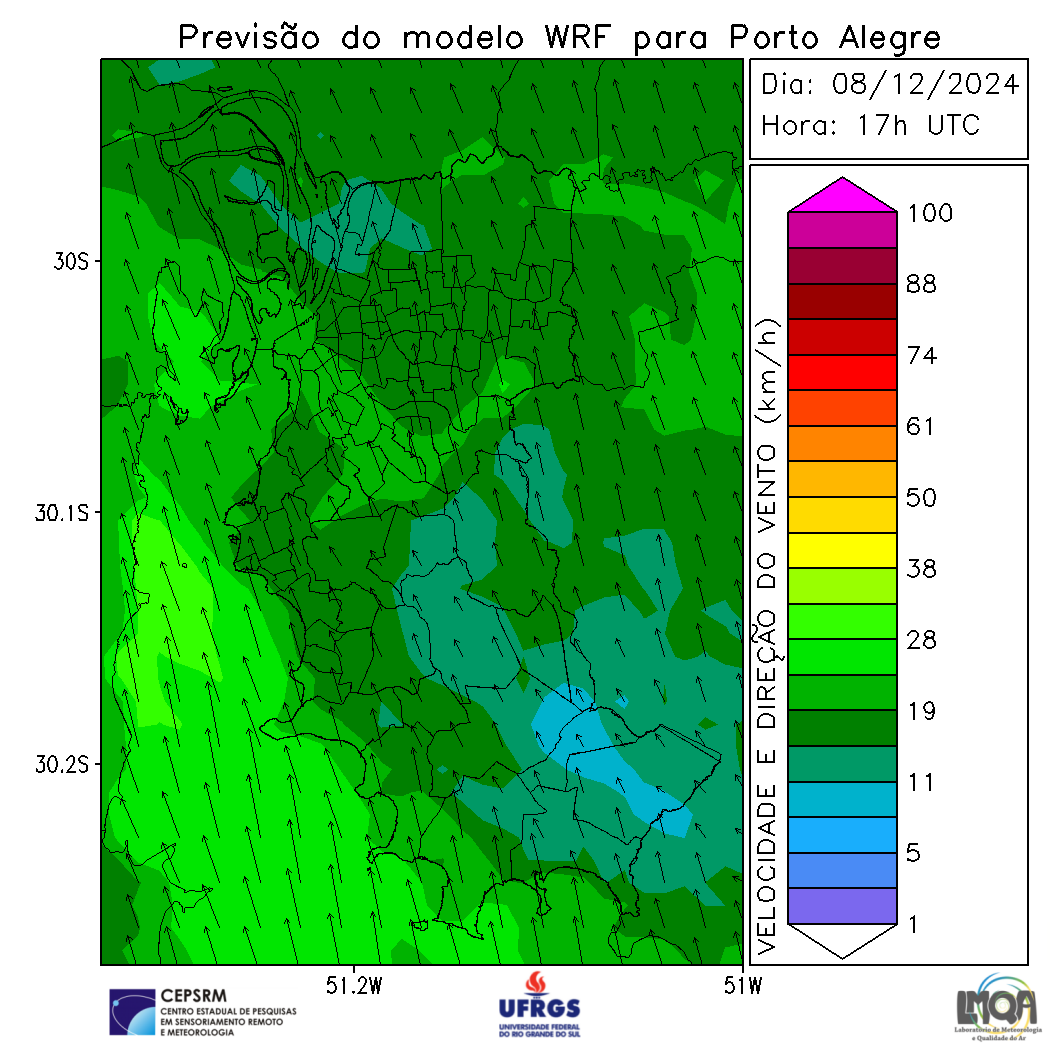 Previsão do modelo WRF para Porto Alegre
Dia: 08/12/2024
Hora: 17h UTC
30S
30.1S
30.2S
51.2W
51W
VELOCIDADE E DIREÇÃO DO VENTO (km/h)
100
88
74
61
50
38
28
19
11
5
1
CEPSRM
CENTRO ESTADUAL DE PESQUISAS
EM SENSORIAMENTO REMOTO
E METEOROLOGIA
UFRGS
UNIVERSIDADE FEDERAL
DO RIO GRANDE DO SUL
LMQA
Laboratório de Meteorologia
e Qualidade do Ar